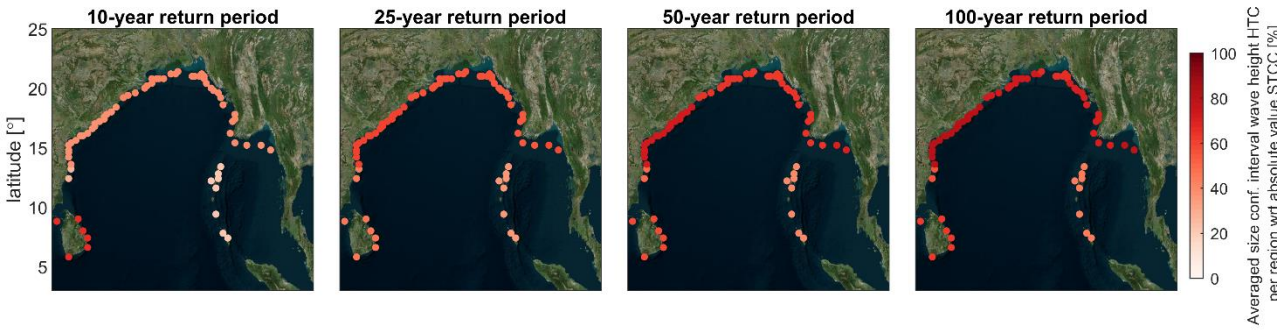 10-year return period
25-year return period
50-year return period
100-year return period
25
20
15
10
5
latitude [°]
100
80
60
40
20
0
Averaged size conf. interval wave height HTC
per region wrt absolute value STCC [%]